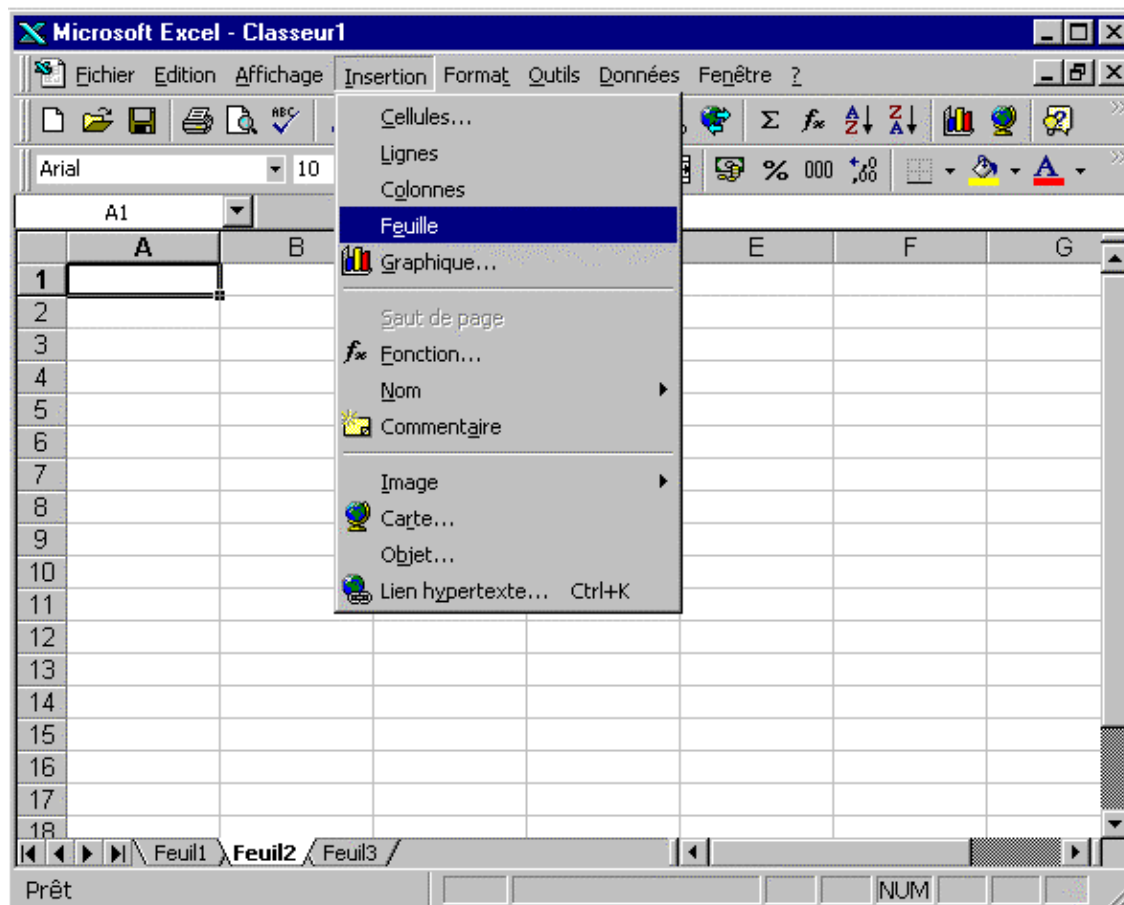 Microsoft Excel - Classeur1
Fichier Edition Affichage Insertion Format Outils Données Fenêtre ?
Arial 10 % 000
A1
Cellules...
Lignes
Colonnes
Feuille
Graphique...
Saut de page
Fonction...
Nom
Commentaire
Image
Carte...
Objet...
Lien hypertexte... Ctrl+K
A B E F G
1
2
3
4
5
6
7
8
9
10
11
12
13
14
15
16
17
18
Feuil1 Feuil2 Feuil3
Prêt NUM